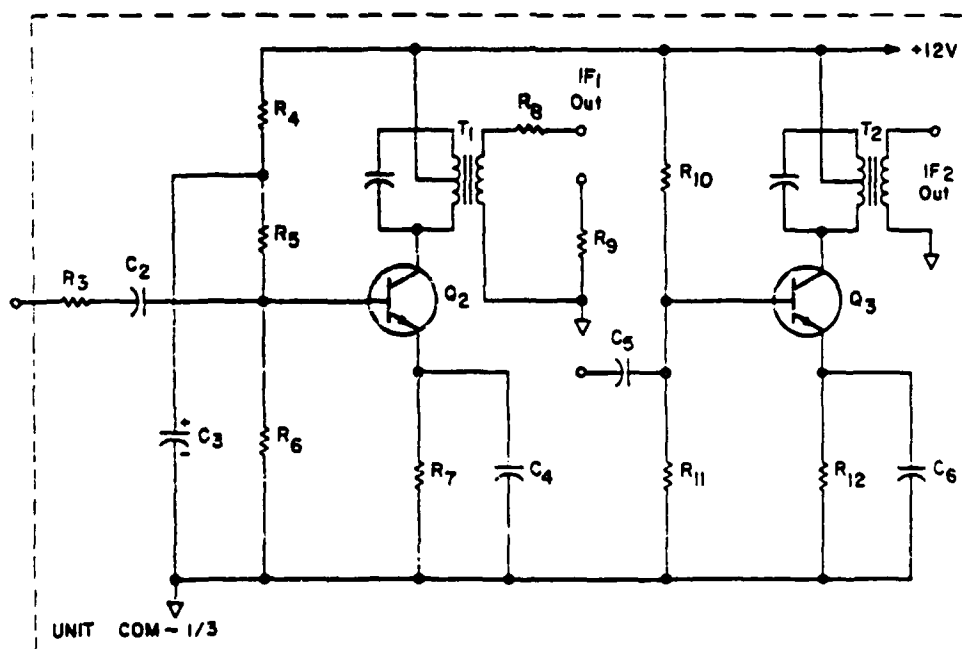 +12V
IF1
Out
R8
R4
T1
T2
R10
IF2
Out
R5
R9
R3
C2
Q2
Q3
C5
C3
R6
R7
C4
R11
R12
C6
UNIT COM - 1/3